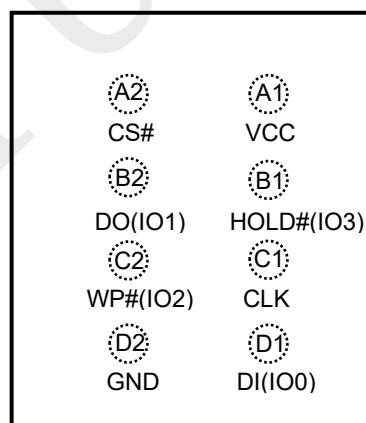 A2 A1
CS# VCC
B2 B1
DO(IO1) HOLD#(IO3)
C2 C1
WP#(IO2) CLK
D2 D1
GND DI(IO0)